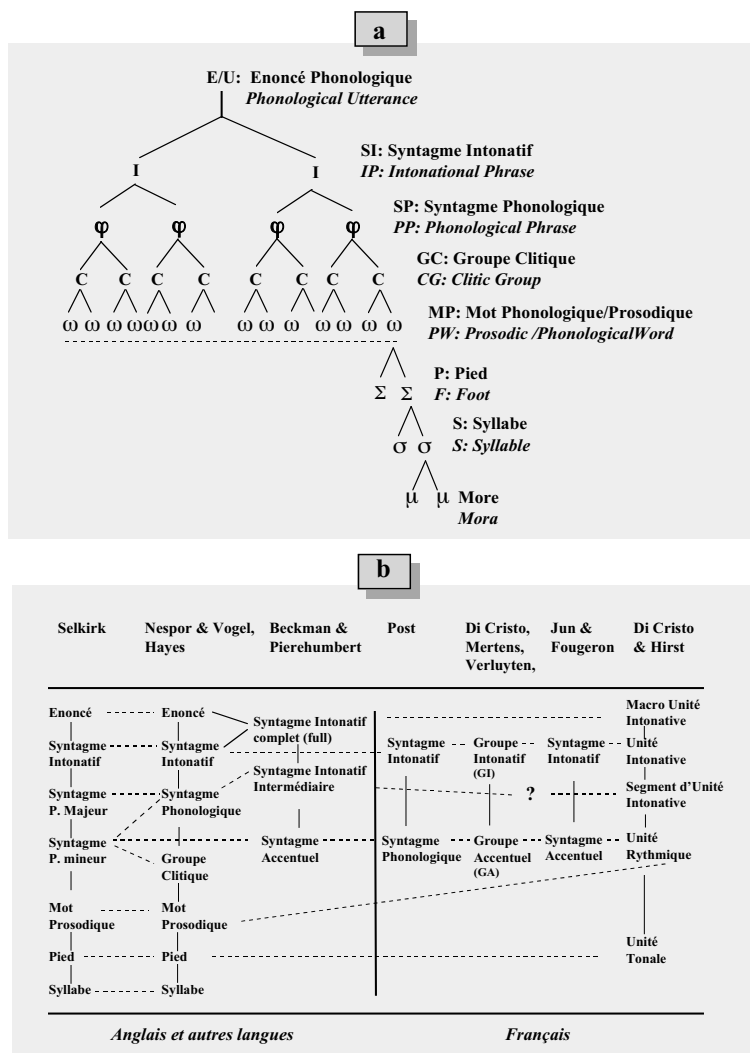 a
E/U: Enoncé Phonologique
Phonological Utterance
SI: Syntagme Intonatif
I I
IP: Intonational Phrase
SP: Syntagme Phonologique
φ φ φ φ
PP: Phonological Phrase
GC: Groupe Clitique
C C C C C C C C
CG: Clitic Group
MP: Mot Phonologique/Prosodique
ω ω ω ω ω ω ω ω ω ω ω ω ω ω
PW: Prosodic /PhonologicalWord
P: Pied
Σ Σ F: Foot
S: Syllabe
σ σ S: Syllable
μ μ More
Mora
b
Selkirk
Nespor & Vogel,
Hayes
Beckman &
Pierehumbert
Post
Di Cristo,
Mertens,
Verluyten,
Jun &
Fougeron
Di Cristo
& Hirst
Enoncé
Syntagme
Intonatif
Syntagme
P. Majeur
Syntagme
P. mineur
Mot
Prosodique
Pied
Syllabe
Enoncé
Syntagme
Intonatif
Syntagme
Phonologique
Groupe
Clitique
Mot
Prosodique
Pied
Syllabe
Syntagme Intonatif
complet (full)
Syntagme Intonatif
Intermédiaire
Syntagme
Accentuel
Syntagme
Intonatif
Syntagme
Phonologique
Groupe
Intonatif
(GI)
Groupe
Accentuel
(GA)
?
Syntagme
Intonatif
Syntagme
Accentuel
Macro Unité
Intonative
Unité
Intonative
Segment d'Unité
Intonative
Unité
Rythmique
Unité
Tonale
Anglais et autres langues
Français